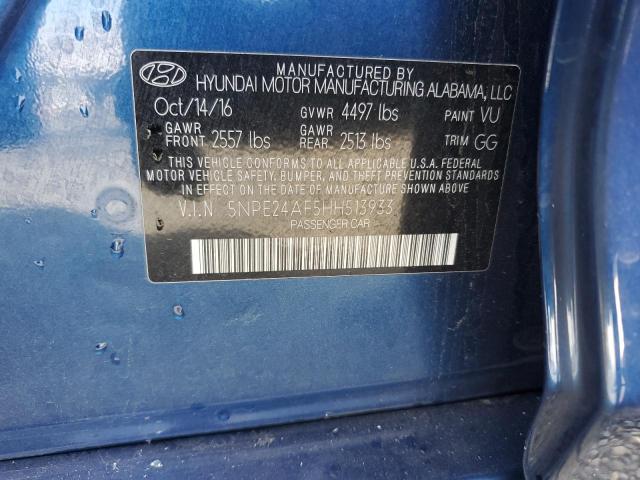 MANUFACTURED BY
HYUNDAI MOTOR MANUFACTURING ALABAMA, LLC
Oct/14/16 GVWR 4497 lbs PAINT VU
GAWR FRONT 2557 lbs GAWR REAR 2513 lbs TRIM GG
THIS VEHICLE CONFORMS TO ALL APPLICABLE U.S.A. FEDERAL
MOTOR VEHICLE SAFETY, BUMPER, AND THEFT PREVENTION STANDARDS
IN EFFECT ON THE DATE OF MANUFACTURE SHOWN ABOVE.
V.I.N 5NPE24AF5HH513933
PASSENGER CAR